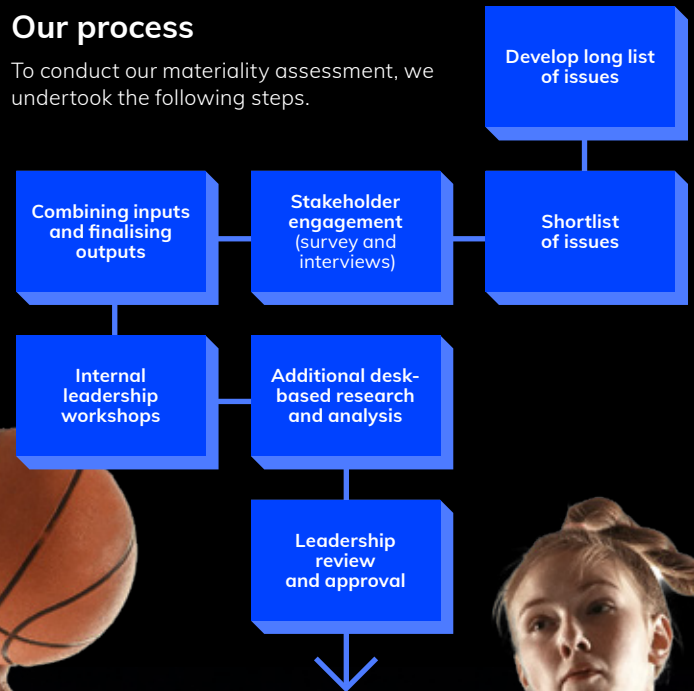 Our process
To conduct our materiality assessment, we
undertook the following steps.
Develop long list
of issues
Shortlist
of issues
Stakeholder
engagement
(survey and
interviews)
Combining inputs
and finalising
outputs
Internal
leadership
workshops
Additional desk-
based research
and analysis
Leadership
review
and approval